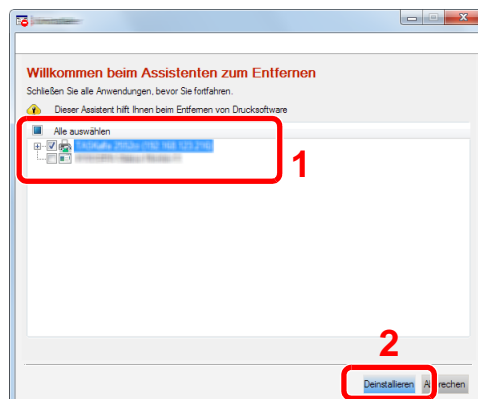 Willkommen beim Assistenten zum Entfernen
Schließen Sie alle Anwendungen, bevor Sie fortfahren.
Dieser Assistent hilft Ihnen beim Entfernen von Drucksoftware
Alle auswählen
1
2
Deinstallieren